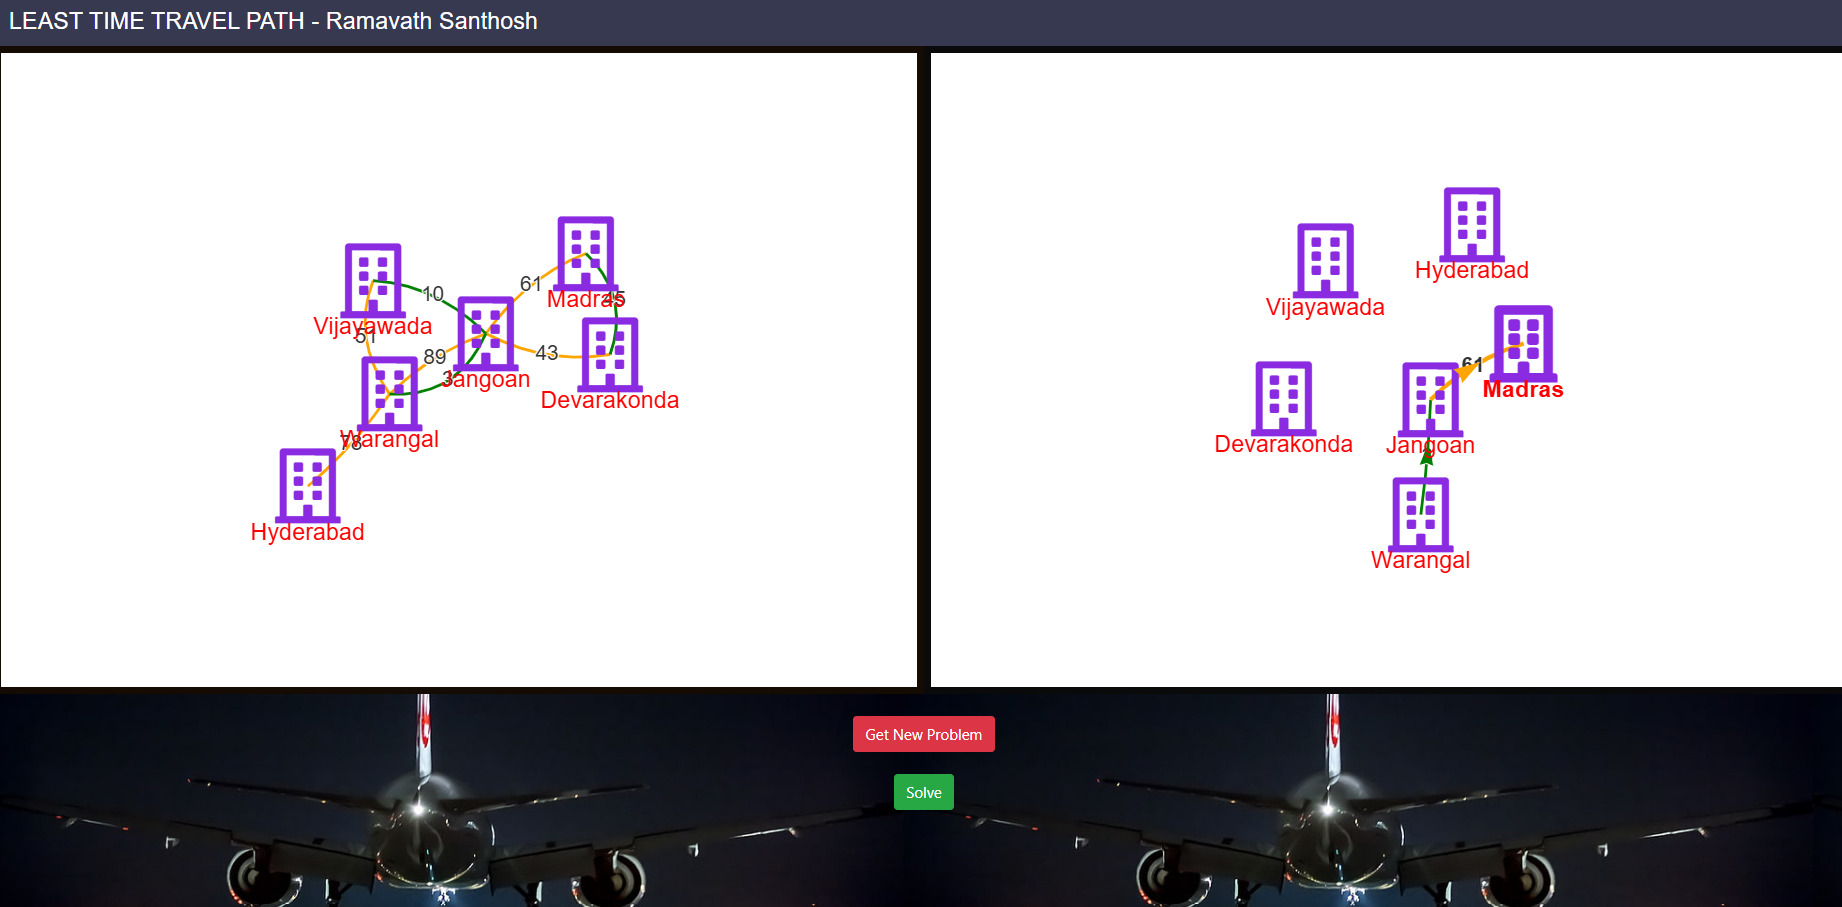 LEAST TIME TRAVEL PATH - Ramavath Santhosh
61
10
Madras
45
Vijayawada
51
89
43
3
Jangoan
Devarakonda
Warangal
78
Hyderabad
Hyderabad
Vijayawada
61
Madras
Devarakonda
Jangoan
Warangal
Get New Problem
Solve